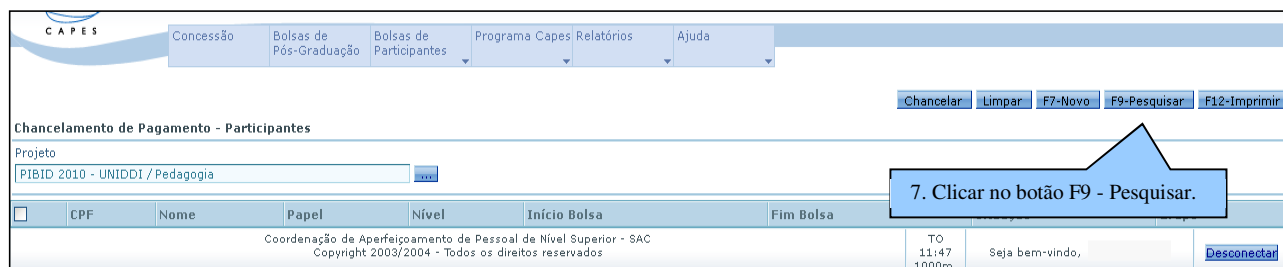 CAPES
Concessão
Bolsas de Pós-Graduação
Bolsas de Participantes
Programa Capes
Relatórios
Ajuda
Chancelar Limpar F7-Novo F9-Pesquisar F12-Imprimir
Chancelamento de Pagamento - Participantes
Projeto
PIBID 2010 - UNIDDI / Pedagogia ...
7. Clicar no botão F9 - Pesquisar.
CPF Nome Papel Nível Início Bolsa Fim Bolsa
Coordenação de Aperfeiçoamento de Pessoal de Nível Superior - SAC
Copyright 2003/2004 - Todos os direitos reservados
TO
11:47
1000m
Seja bem-vindo,
Desconectar